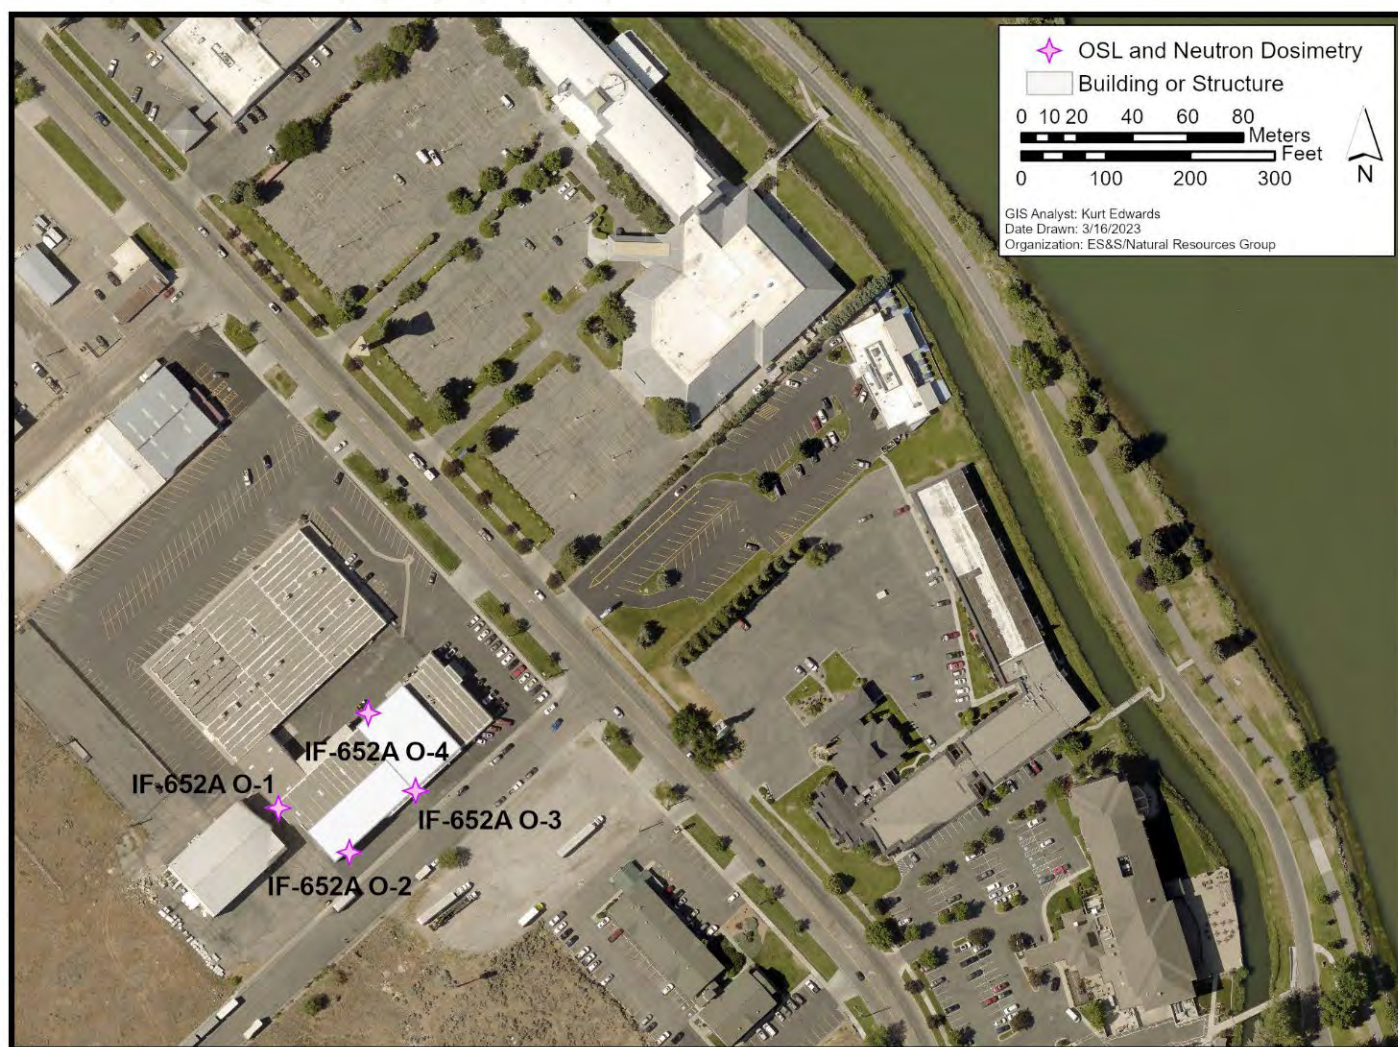 OSL and Neutron Dosimetry
Building or Structure
0 10 20 40 60 80
Meters
Feet
0 100 200 300
N
GIS Analyst: Kurt Edwards
Date Drawn: 3/16/2023
Organization: ES&S/Natural Resources Group
IF-652A O-4
IF-652A O-1
IF-652A O-3
IF-652A O-2